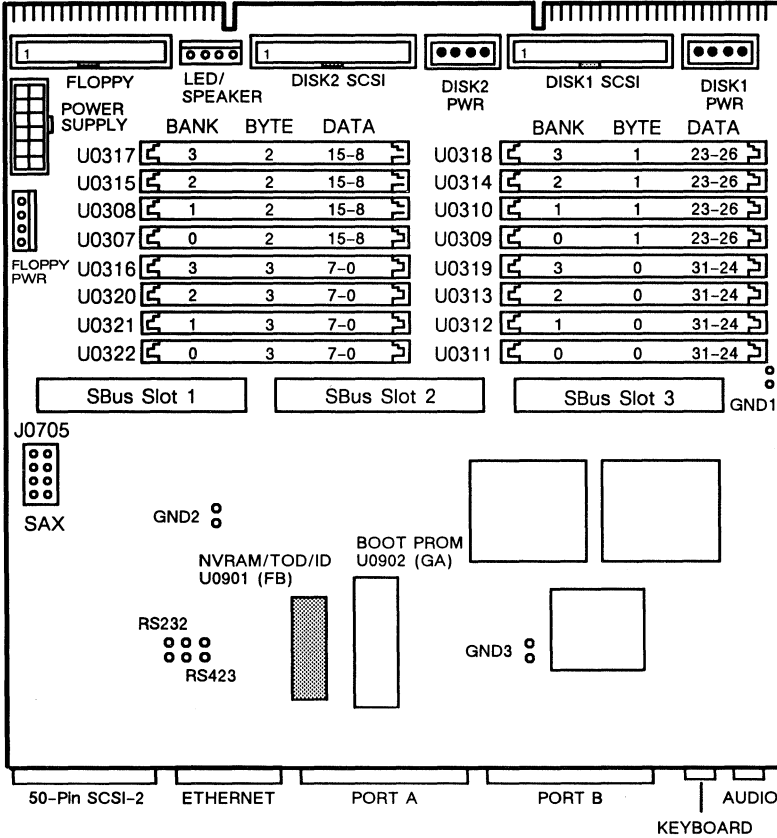 1 1 1
FLOPPY LED/ DISK2 SCSI DISK2 DISK1 SCSI DISK1
SPEAKER PWR PWR
POWER
SUPPLY
BANK BYTE DATA BANK BYTE DATA
U0317 3 2 15-8 U0318 3 1 23-26
U0315 2 2 15-8 U0314 2 1 23-26
U0308 1 2 15-8 U0310 1 1 23-26
U0307 0 2 15-8 U0309 0 1 23-26
FLOPPY
PWR
U0316 3 3 7-0 U0319 3 0 31-24
U0320 2 3 7-0 U0313 2 0 31-24
U0321 1 3 7-0 U0312 1 0 31-24
U0322 0 3 7-0 U0311 0 0 31-24
SBus Slot 1 SBus Slot 2 SBus Slot 3
GND1
J0705
SAX
GND2
NVRAM/TOD/ID
U0901 (FB)
BOOT PROM
U0902 (GA)
RS232
RS423
GND3
50-Pin SCSI-2 ETHERNET PORT A PORT B AUDIO
KEYBOARD